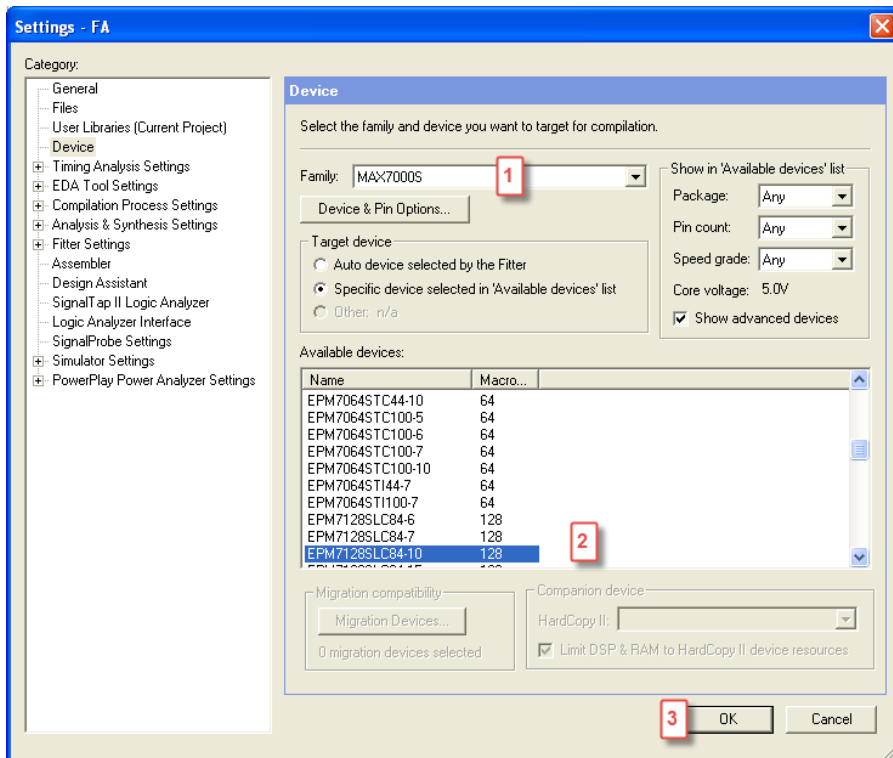 Settings - FA
Category:
General
Files
User Libraries (Current Project)
Device
Timing Analysis Settings
EDA Tool Settings
Compilation Process Settings
Analysis & Synthesis Settings
Fitter Settings
Assembler
Design Assistant
SignalTap II Logic Analyzer
Logic Analyzer Interface
SignalProbe Settings
Simulator Settings
PowerPlay Power Analyzer Settings
Device
Select the family and device you want to target for compilation.
Family: MAX7000S 1
Device & Pin Options...
Target device
Auto device selected by the Fitter
Specific device selected in 'Available devices' list
Other: n/a
Show in 'Available devices' list
Package: Any
Pin count: Any
Speed grade: Any
Core voltage: 5.0V
Show advanced devices
Available devices:
Name Macro...
EPM7064STC44-10 64
EPM7064STC100-5 64
EPM7064STC100-6 64
EPM7064STC100-7 64
EPM7064STC100-10 64
EPM7064STI44-7 64
EPM7064STI100-7 64
EPM7128SLC84-6 128
EPM7128SLC84-7 128
EPM7128SLC84-10 128
2
Migration compatibility
Migration Devices...
0 migration devices selected
Companion device
HardCopy II:
Limit DSP & RAM to HardCopy II device resources
3 OK Cancel